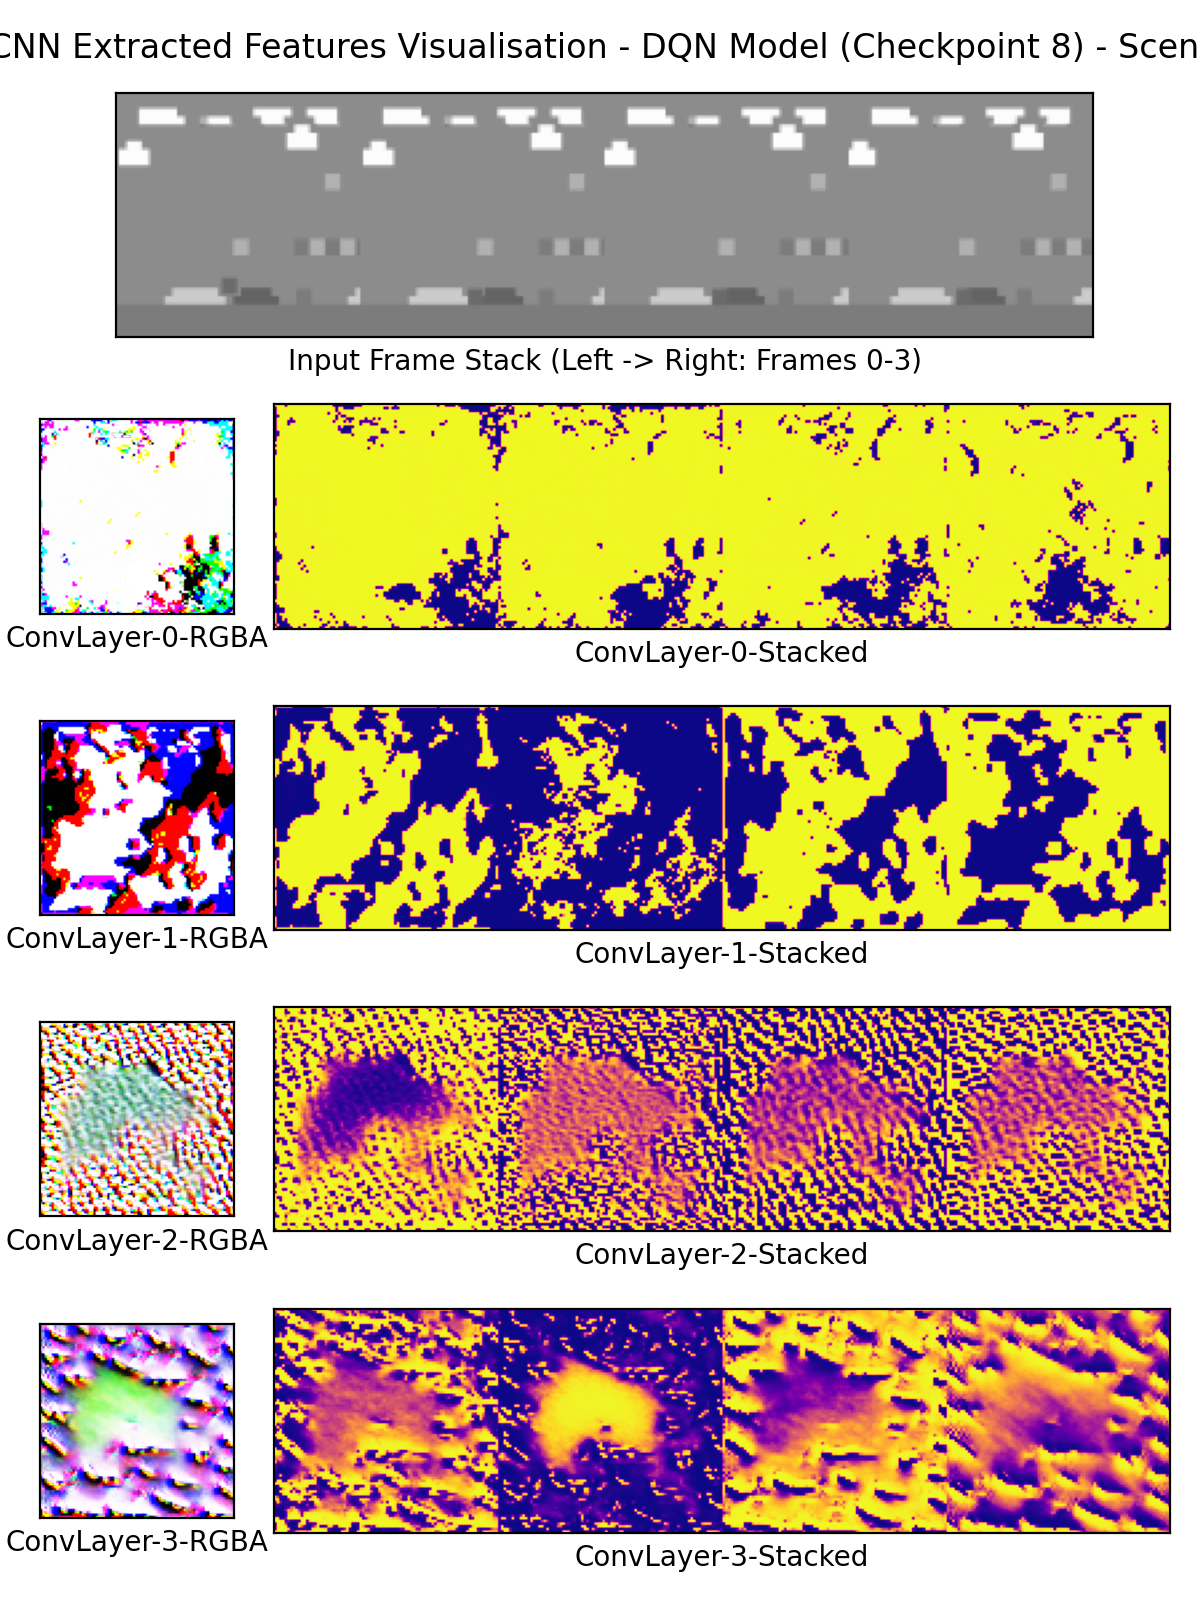 CNN Extracted Features Visualisation - DQN Model (Checkpoint 8) - Scen
Input Frame Stack (Left -> Right: Frames 0-3)
ConvLayer-0-RGBA
ConvLayer-0-Stacked
ConvLayer-1-RGBA
ConvLayer-1-Stacked
ConvLayer-2-RGBA
ConvLayer-2-Stacked
ConvLayer-3-RGBA
ConvLayer-3-Stacked